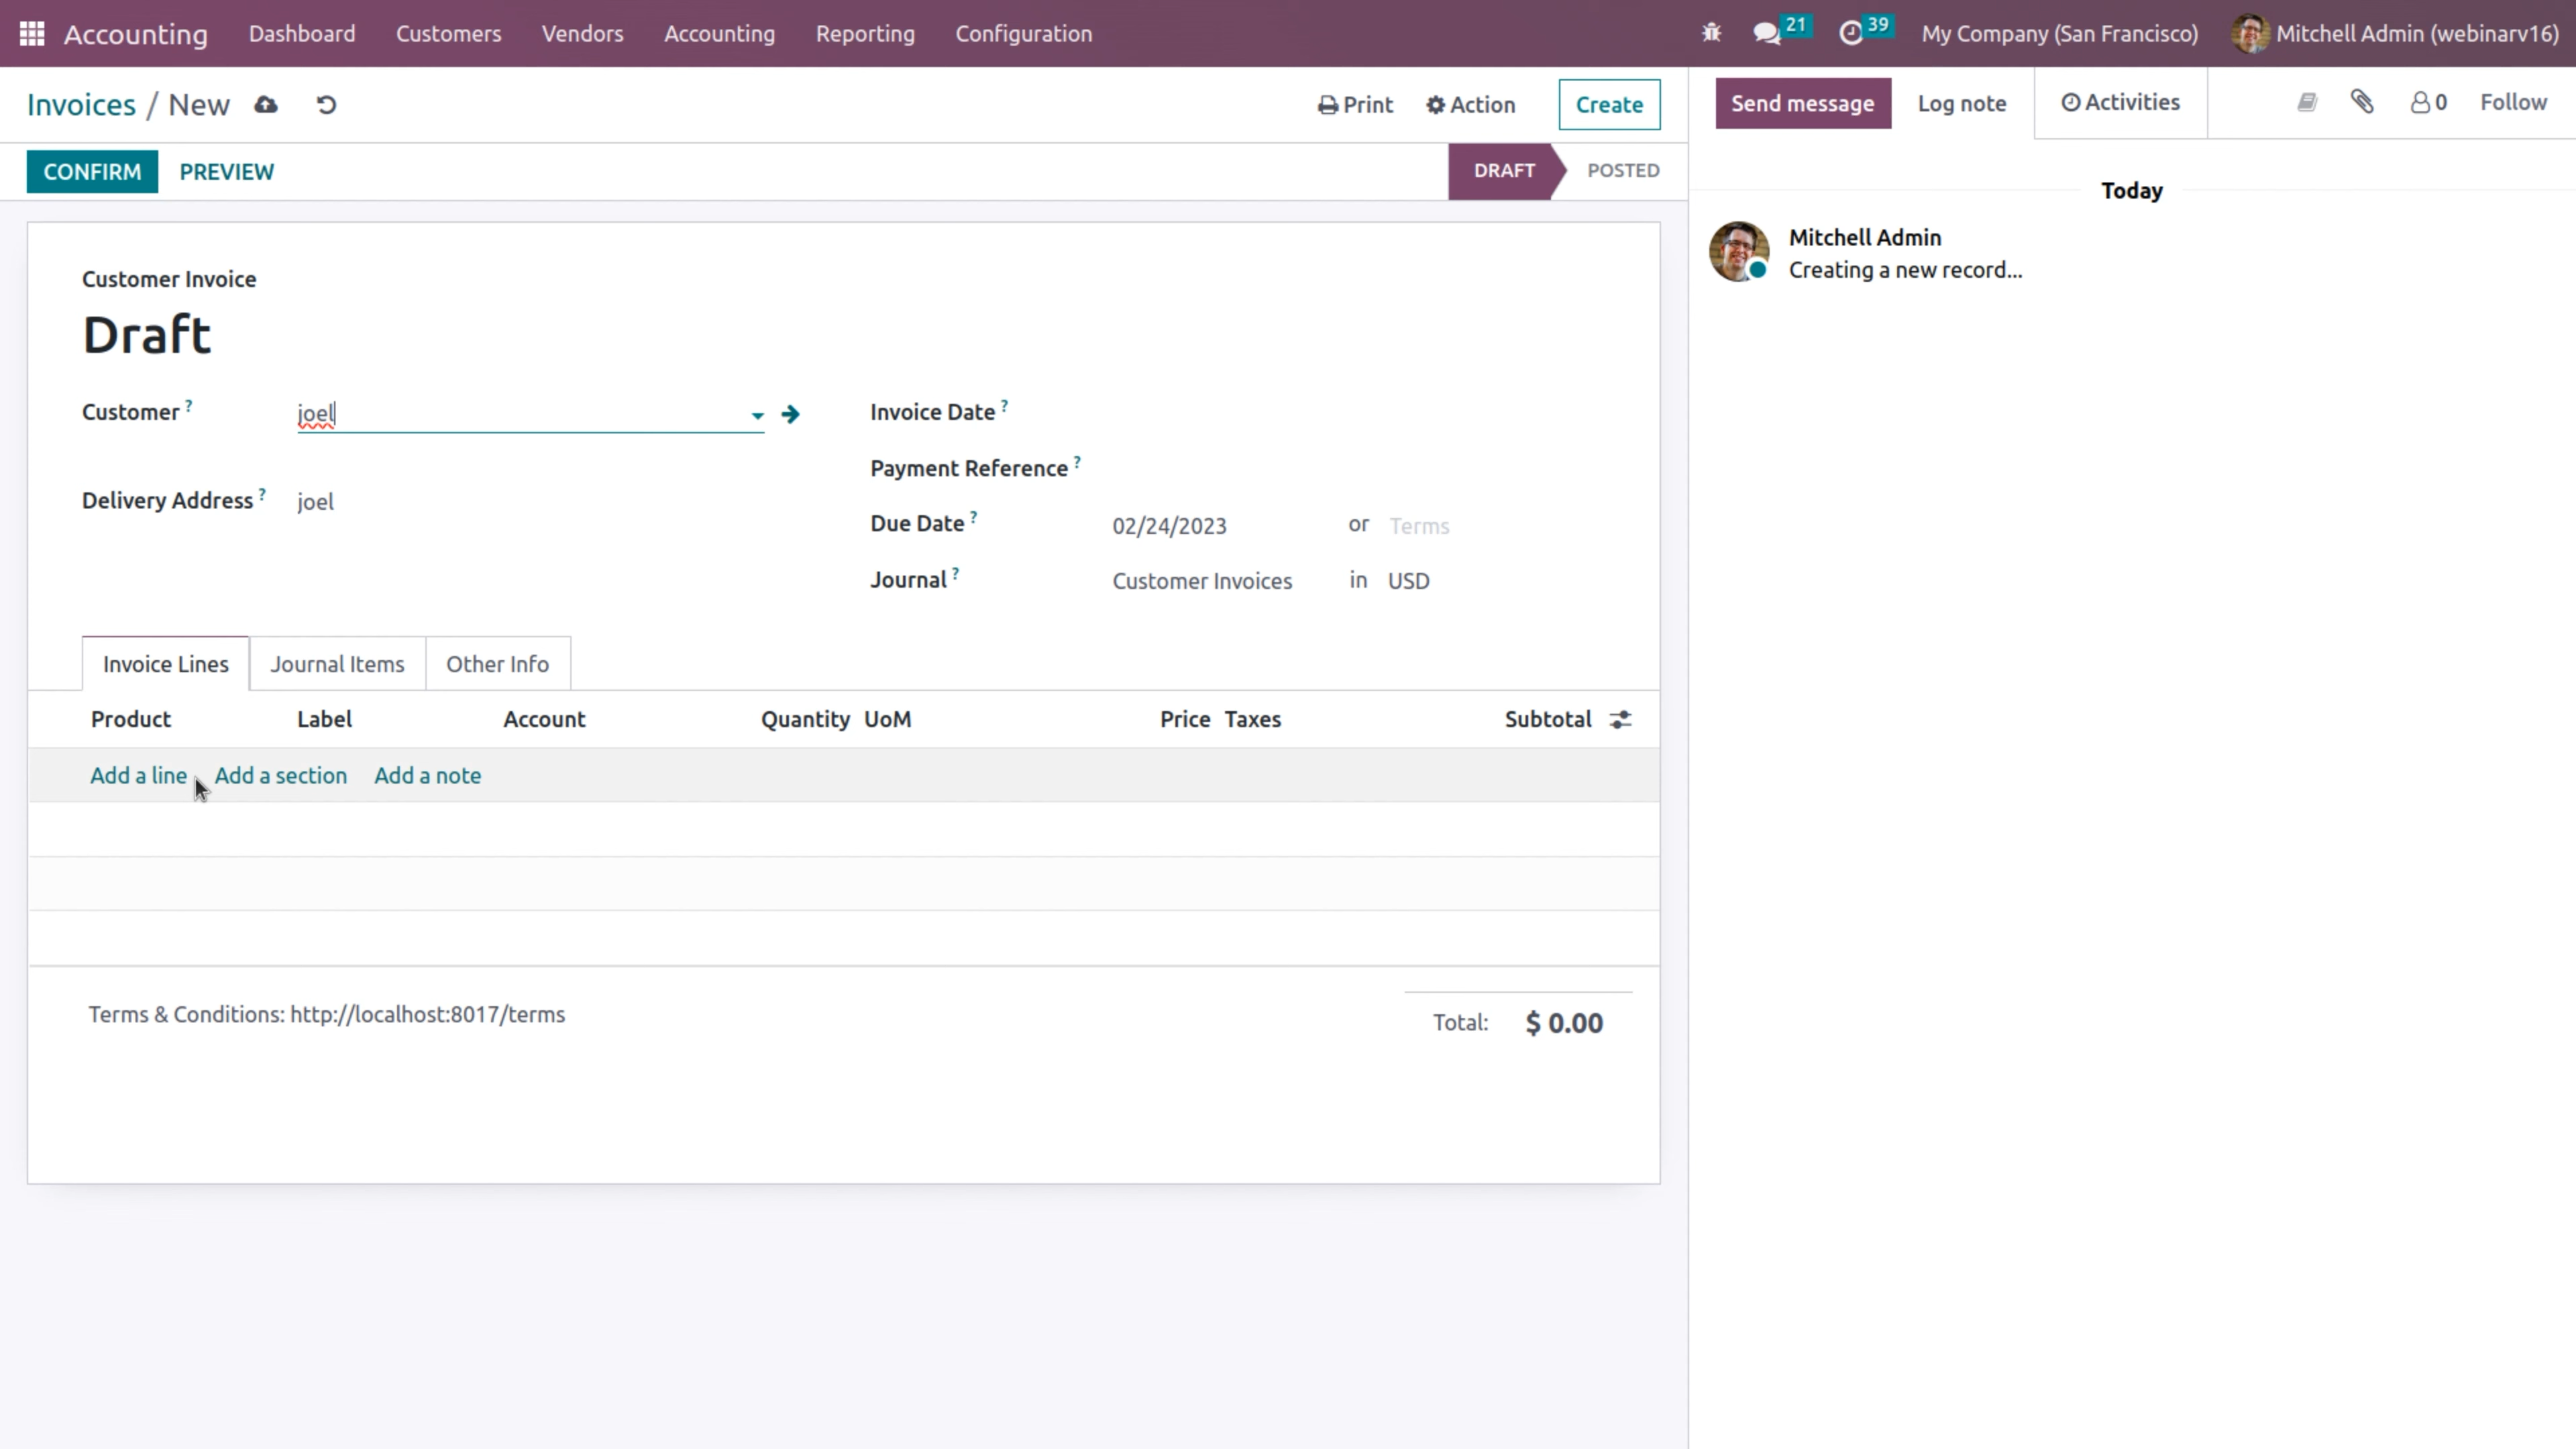 Accounting Dashboard Customers Vendors Accounting Reporting Configuration 21 39 My Company (San Francisco) Mitchell Admin (webinarv16)
Invoices / New Print Action Create
Send message Log note Activities 0 Follow
CONFIRM PREVIEW DRAFT POSTED
Today
Mitchell Admin
Creating a new record...
Customer Invoice
Draft
Customer ? joel
Delivery Address ? joel
Invoice Date ?
Payment Reference ?
Due Date ? 02/24/2023 or Terms
Journal ? Customer Invoices in USD
Invoice Lines Journal Items Other Info
Product Label Account Quantity UoM Price Taxes Subtotal
Add a line Add a section Add a note
Terms & Conditions: http://localhost:8017/terms
Total: $ 0.00